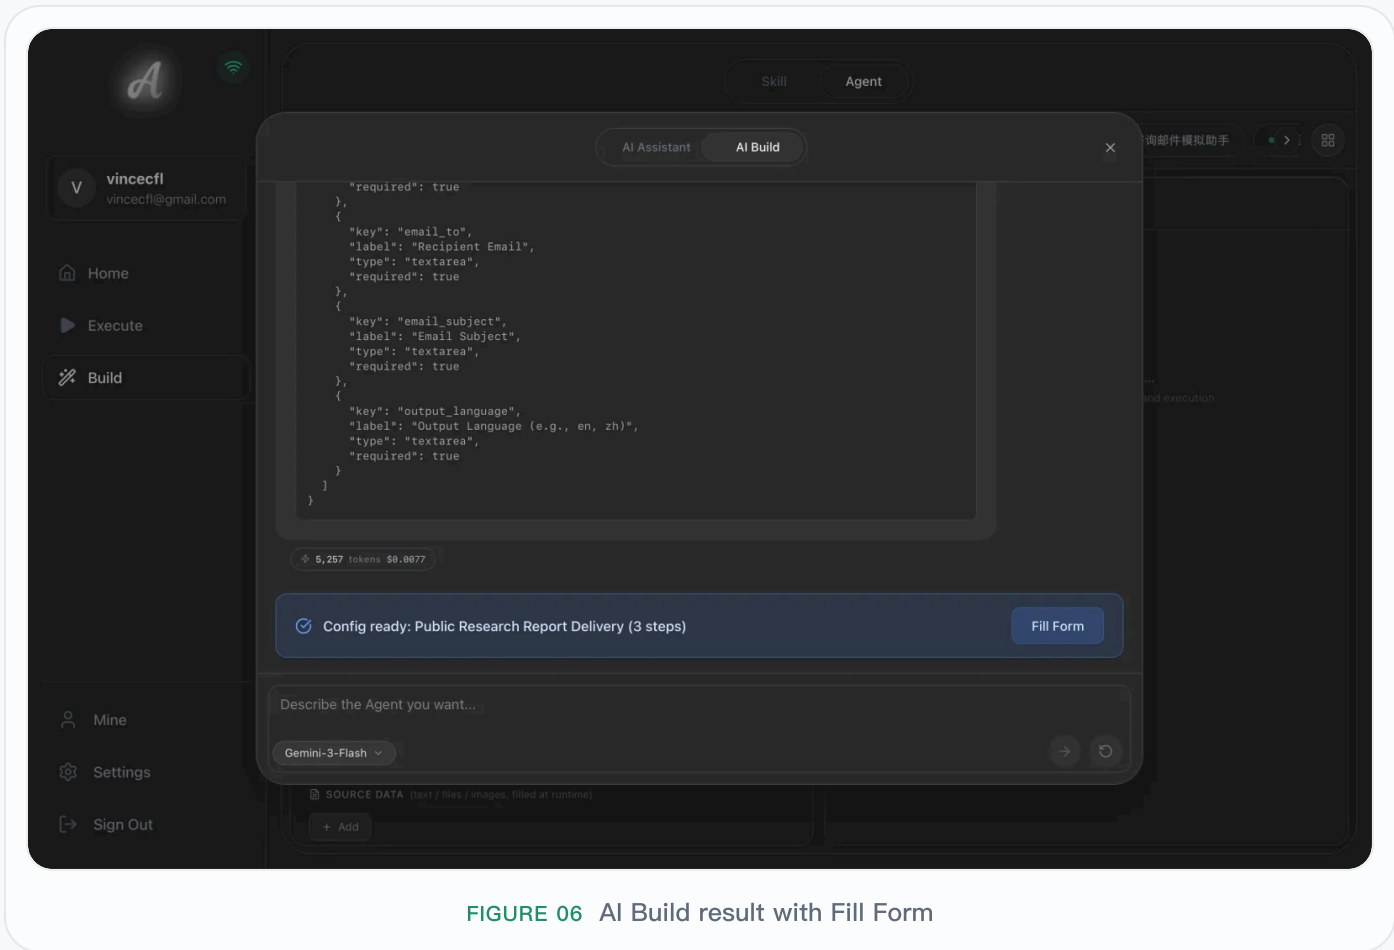 A
vincecfl
V
vincecfl@gmail.com
Home
Execute
Build
Mine
Settings
Sign Out
Skill
Agent
询邮件模拟助手
AI Assistant
AI Build
"required": true
},
{
"key": "email_to",
"label": "Recipient Email",
"type": "textarea",
"required": true
},
{
"key": "email_subject",
"label": "Email Subject",
"type": "textarea",
"required": true
},
{
"key": "output_language",
"label": "Output Language (e.g., en, zh)",
"type": "textarea",
"required": true
}
]
}
5,257 tokens $0.0077
Config ready: Public Research Report Delivery (3 steps)
Fill Form
Describe the Agent you want...
Gemini-3-Flash
...
and execution
SOURCE DATA (text / files / images, filled at runtime)
+ Add
FIGURE 06 AI Build result with Fill Form